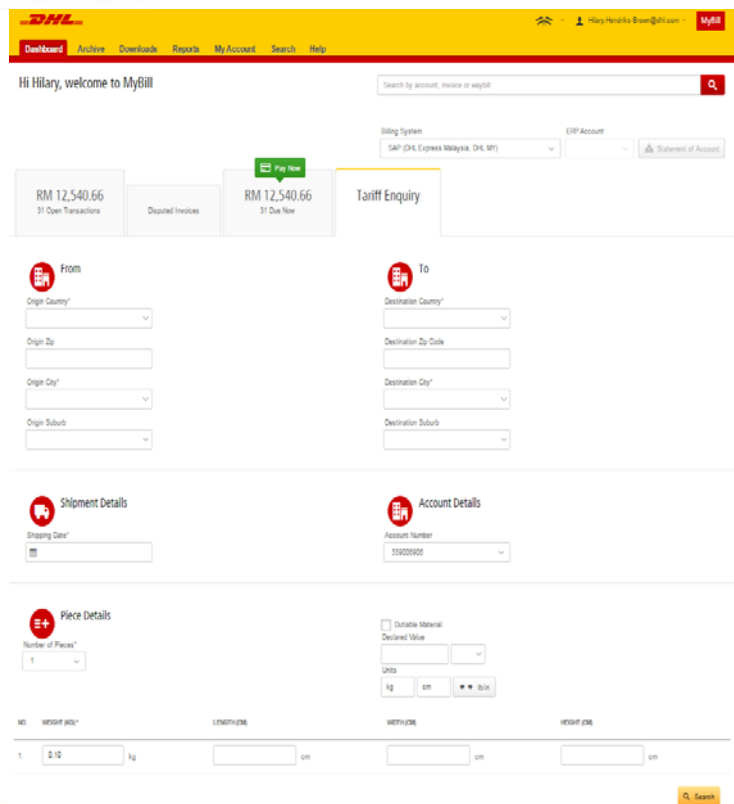 DHL
Hilary.Hendriks-Brown@dhl.com
MyBill
Dashboard Archive Downloads Reports My Account Search Help
Hi Hilary, welcome to MyBill
Search by account, invoice or waybill
Billing System ERP Account
SAP (DHL Express Malaysia, DHL MY) Statement of Account
Pay Now
RM 12,540.66 RM 12,540.66 Tariff Enquiry
31 Open Transactions Disputed Invoices 31 Due Now
From To
Origin Country* Destination Country*
Origin Zip Destination Zip Code
Origin City* Destination City*
Origin Suburb Destination Suburb
Shipment Details Account Details
Shipping Date* Account Number
Piece Details
Dutiable Material
Number of Pieces* Declared Value
1
Units
kg cm lb/in
NO. WEIGHT (KG)* LENGTH (CM) WIDTH (CM) HEIGHT (CM)
1. 0.10 kg cm cm cm
Search